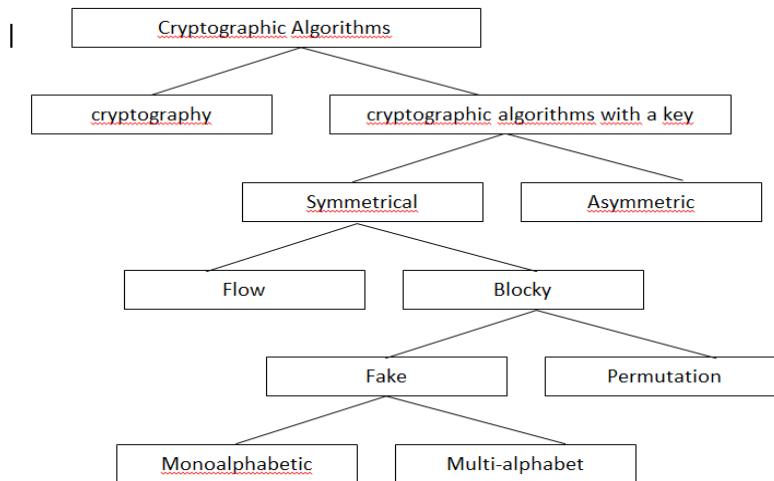 Cryptographic Algorithms
cryptography
cryptographic algorithms with a key
Symmetrical
Asymmetric
Flow
Blocky
Fake
Permutation
Monoalphabetic
Multi-alphabet